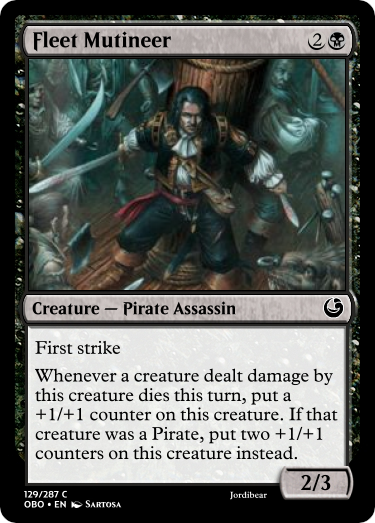 Fleet Mutineer 2
Creature — Pirate Assassin
First strike
Whenever a creature dealt damage by
this creature dies this turn, put a
+1/+1 counter on this creature. If that
creature was a Pirate, put two +1/+1
counters on this creature instead.
2/3
129/287 C
OBO • EN Sartosa
Jordibear